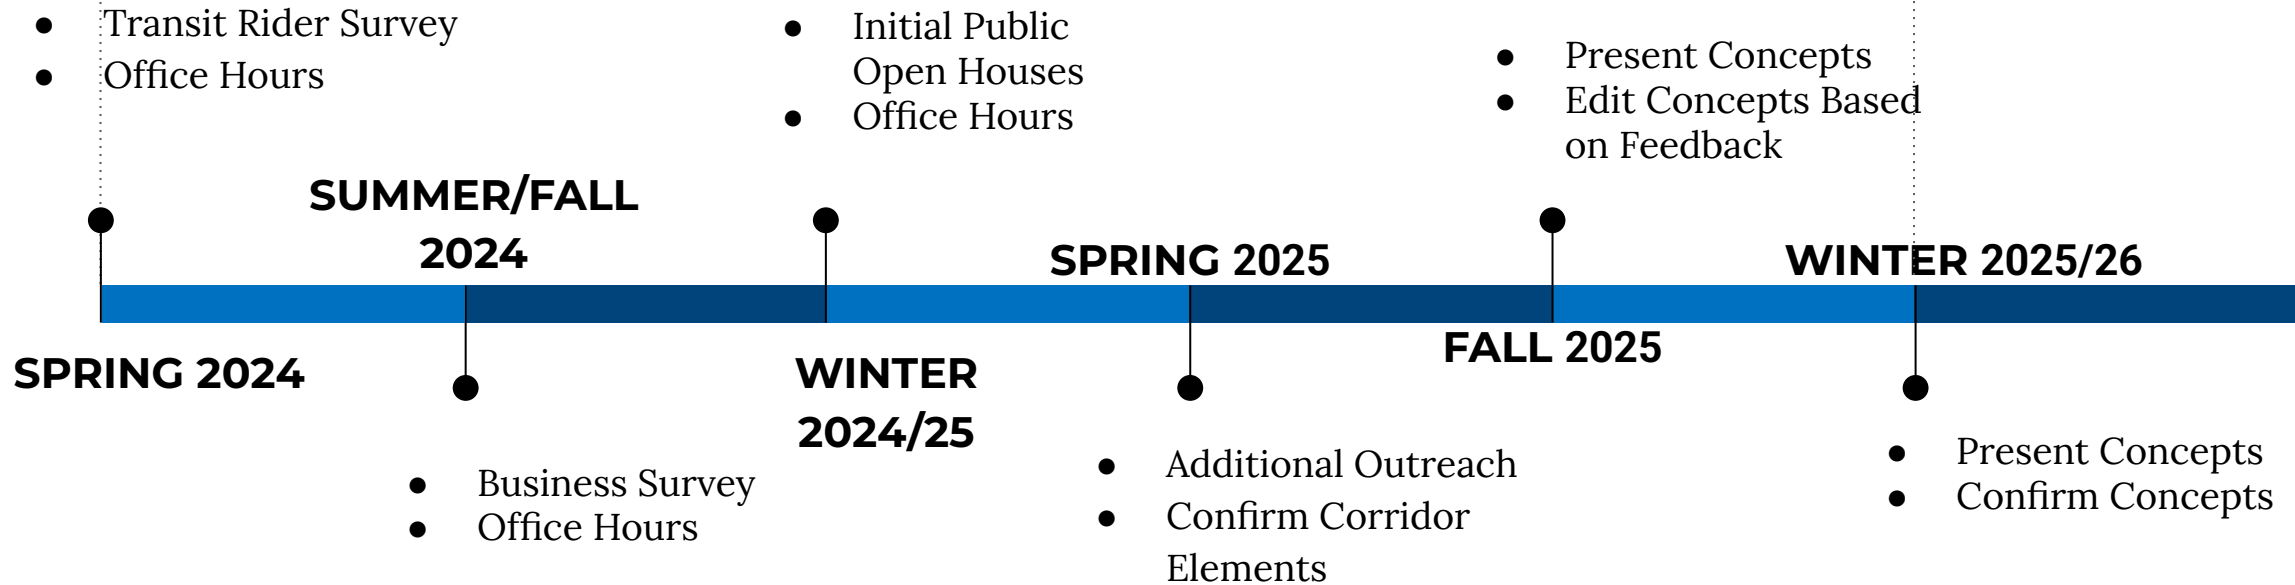 ● Transit Rider Survey
● Office Hours
SPRING 2024
SUMMER/FALL
2024
● Business Survey
● Office Hours
● Initial Public
Open Houses
● Office Hours
WINTER
2024/25
SPRING 2025
● Additional Outreach
● Confirm Corridor
Elements
● Present Concepts
● Edit Concepts Based
on Feedback
FALL 2025
WINTER 2025/26
● Present Concepts
● Confirm Concepts